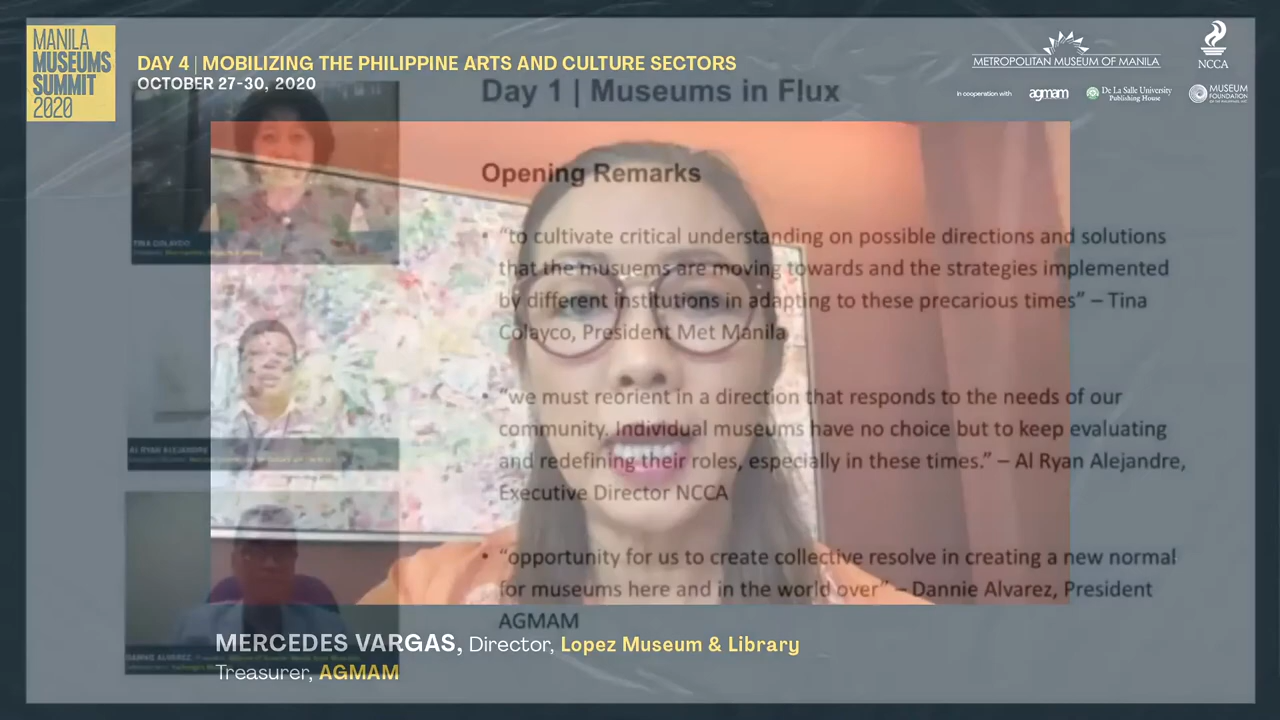 MANILA
MUSEUMS
SUMMIT
2020
DAY 4 | MOBILIZING THE PHILIPPINE ARTS AND CULTURE SECTORS
OCTOBER 27-30, 2020
METROPOLITAN MUSEUM OF MANILA
NCCA
in cooperation with
agmam
De La Salle University
Publishing House
MUSEUM
FOUNDATION
Day 1 | Museums in Flux
Opening Remarks
• “to cultivate critical understanding on possible directions and solutions
that the musuems are moving towards and the strategies implemented
by different institutions in adapting to these precarious times” – Tina
Colayco, President Met Manila
• “we must reorient in a direction that responds to the needs of our
community. Individual museums have no choice but to keep evaluating
and redefining their roles, especially in these times.” – Al Ryan Alejandre,
Executive Director NCCA
• “opportunity for us to create collective resolve in creating a new normal
for museums here and in the world over” – Dannie Alvarez, President
AGMAM
TINA COLAYCO
AL RYAN ALEJANDRE
DANNIE ALVAREZ
MERCEDES VARGAS, Director, Lopez Museum & Library
Treasurer, AGMAM